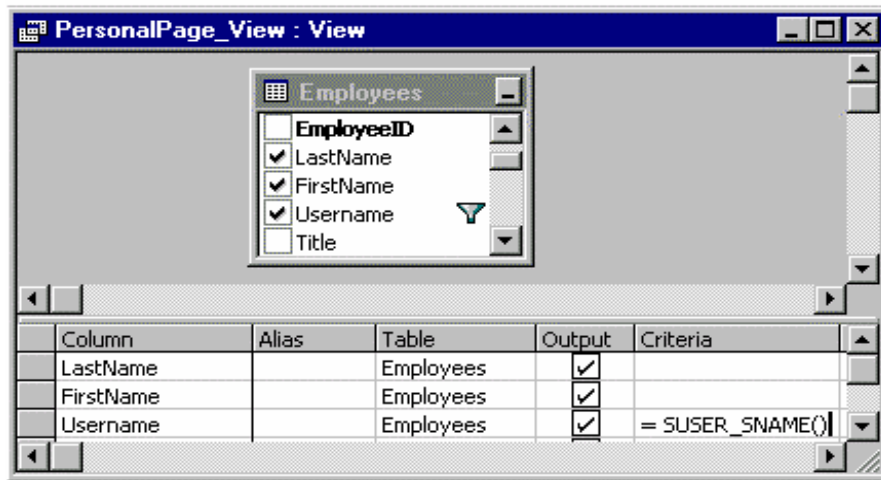 PersonalPage_View : View
Employees
EmployeeID
LastName
FirstName
Username
Title
Column Alias Table Output Criteria
LastName Employees
FirstName Employees
Username Employees = SUSER_SNAME()